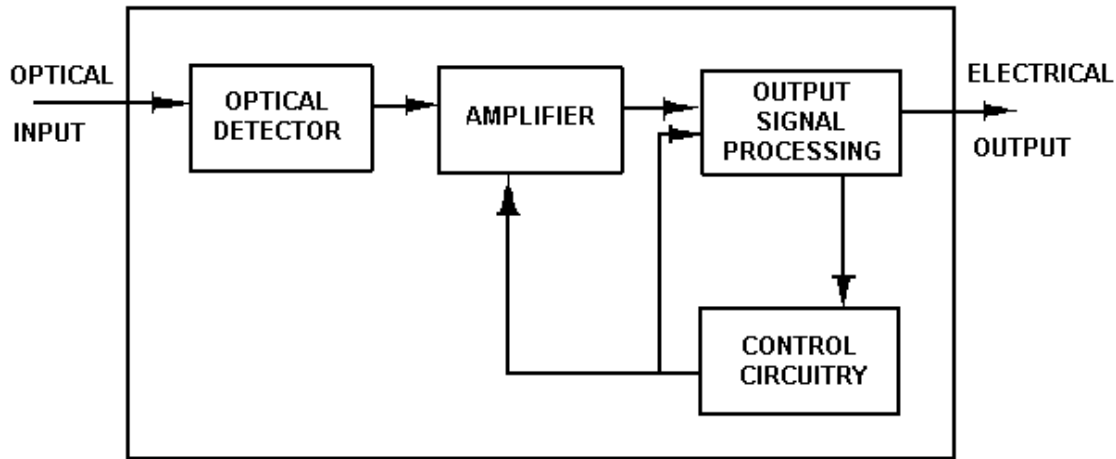 OPTICAL
INPUT
OPTICAL
DETECTOR
AMPLIFIER
OUTPUT
SIGNAL
PROCESSING
ELECTRICAL
OUTPUT
CONTROL
CIRCUITRY